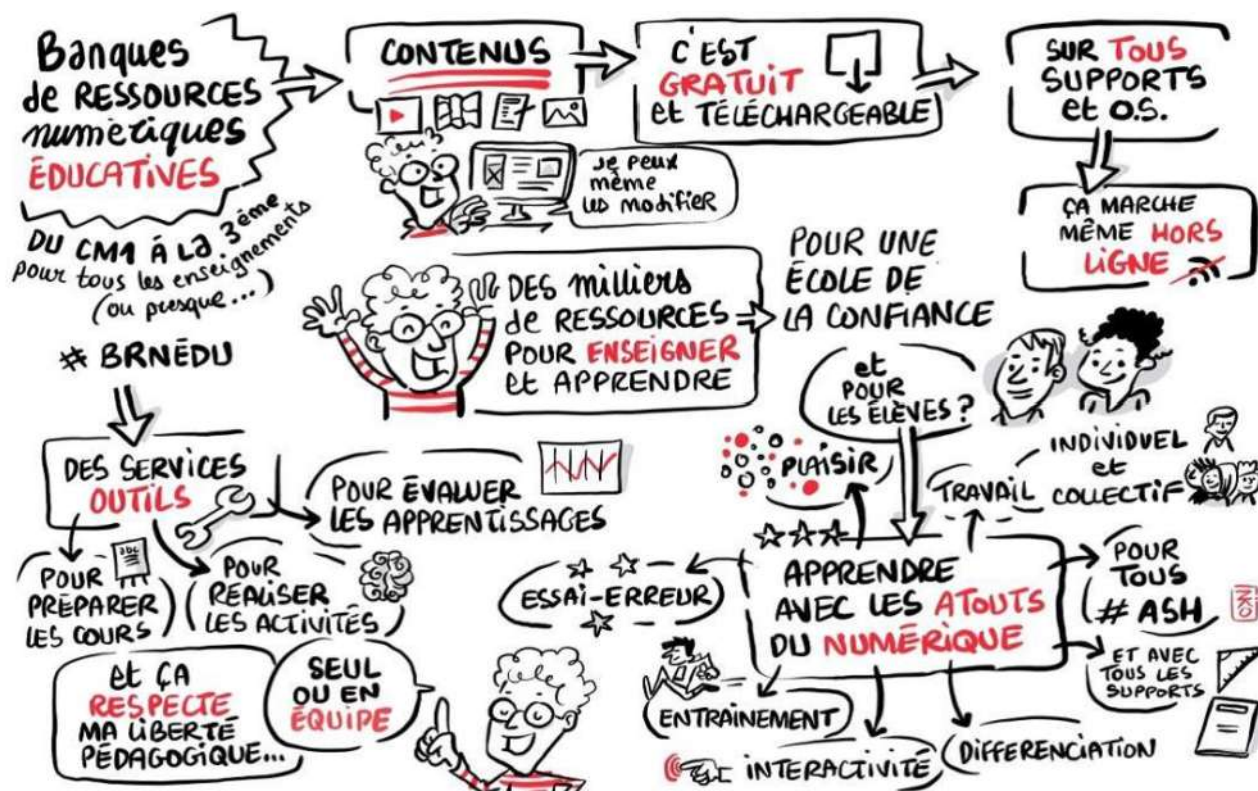 Banques
de RESSOURCES
numériques
ÉDUCATIVES
DU CM1 À LA 3ème
pour tous les enseignements
(ou presque...)
# BRNÉDU
CONTENUS
Je peux
même
les modifier
C'EST
GRATUIT
et TÉLÉCHARGEABLE
SUR TOUS
SUPPORTS
et O.S.
ÇA MARCHE
MÊME HORS
LIGNE
DES milliers
de RESSOURCES
POUR ENSEIGNER
et APPRENDRE
POUR UNE
ÉCOLE DE
LA CONFIANCE
et
POUR
LES ÉLÈVES?
DES SERVICES
OUTILS
POUR ÉVALUER
LES APPRENTISSAGES
abc
POUR
PRÉPARER
LES COURS
POUR
RÉALISER
LES ACTIVITÉS
et ÇA
RESPECTE
MA LIBERTÉ
PÉDAGOGIQUE...
SEUL
OU EN
ÉQUIPE
APPRENDRE
AVEC LES ATOUTS
DU NUMÉRIQUE
PLAISIR
TRAVAIL
INDIVIDUEL
et
COLLECTIF
ESSAI-ERREUR
POUR
TOUS
# ASH
ET AVEC
TOUS LES
SUPPORTS
ENTRAÎNEMENT
INTERACTIVITÉ
DIFFERENCIATION